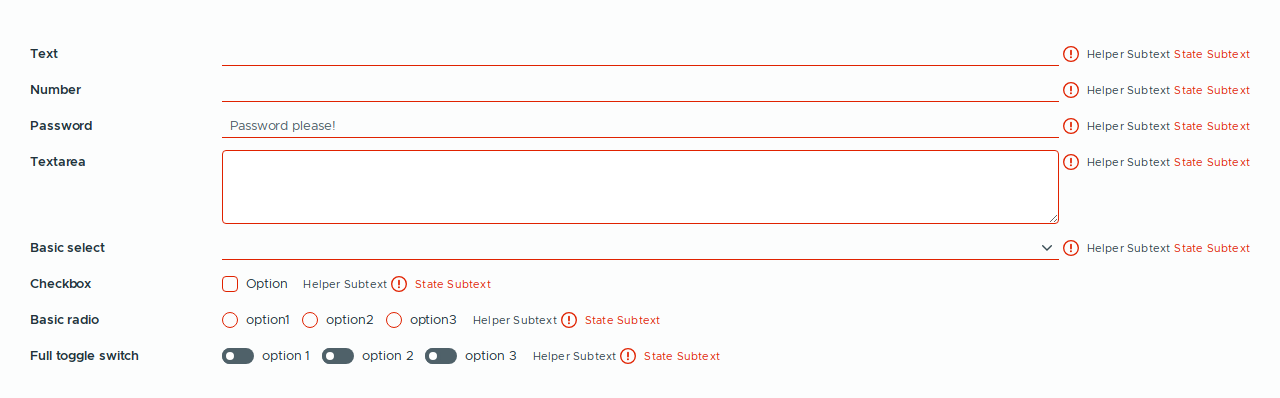 Text Helper Subtext State Subtext
Number Helper Subtext State Subtext
Password Password please! Helper Subtext State Subtext
Textarea Helper Subtext State Subtext
Basic select Helper Subtext State Subtext
Checkbox Option Helper Subtext State Subtext
Basic radio option1 option2 option3 Helper Subtext State Subtext
Full toggle switch option 1 option 2 option 3 Helper Subtext State Subtext